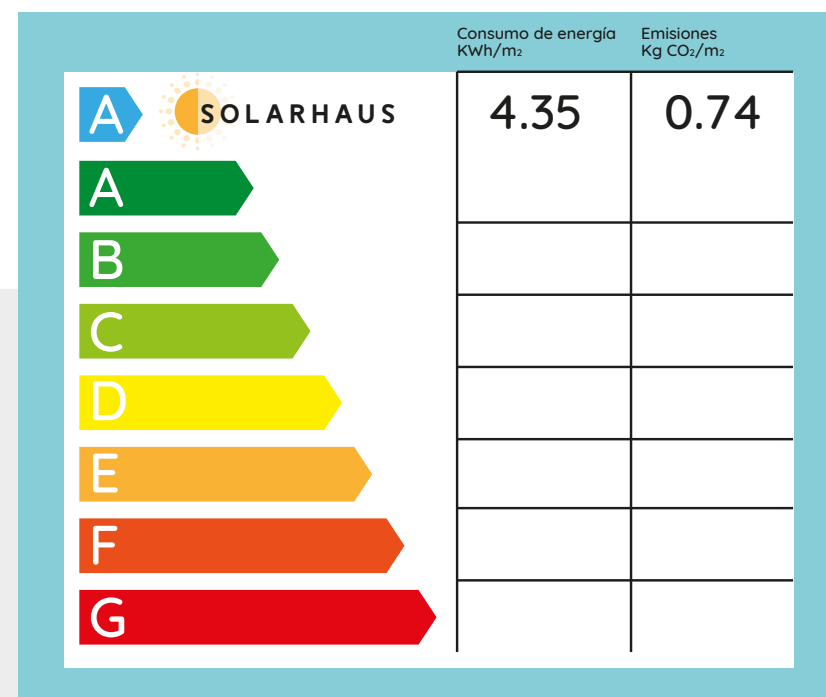 Consumo de energía
KWh/m₂
Emisiones
Kg CO₂/m₂
A SOLARHAUS 4.35 0.74
A
B
C
D
E
F
G